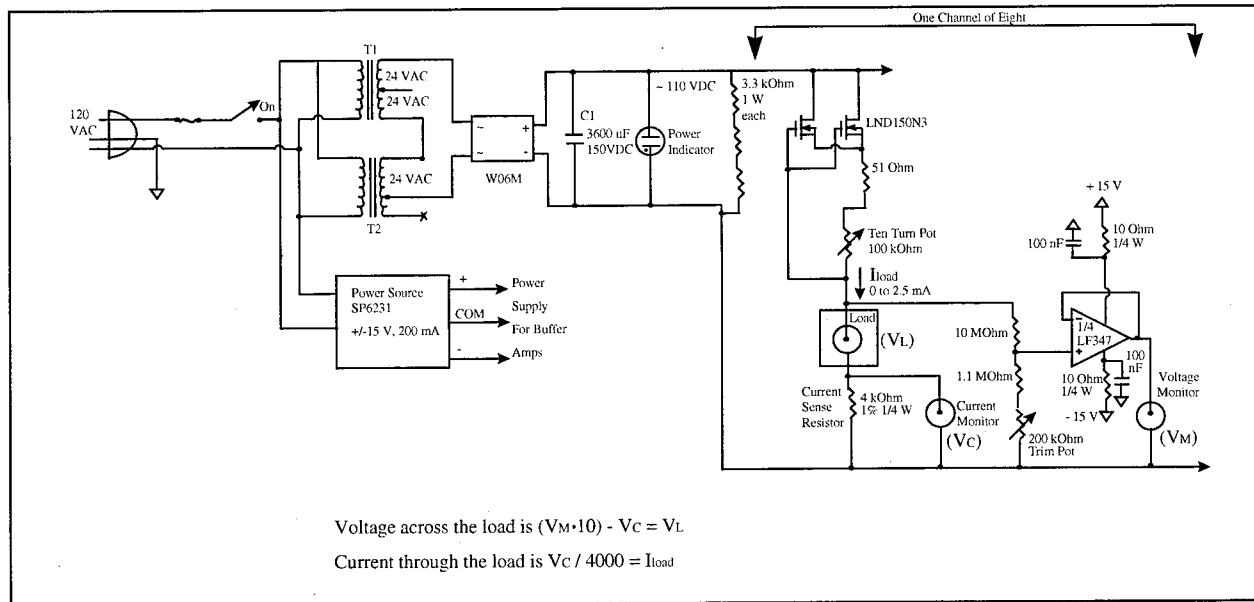 One Channel of Eight
T1
24 VAC
24 VAC
120
VAC
On
24 VAC
T2
~
~
+
-
W06M
C1
3600 uF
150VDC
~ 110 VDC
Power
Indicator
3.3 kOhm
1 W
each
LND150N3
51 Ohm
Ten Turn Pot
100 kOhm
Iload
0 to 2.5 mA
Load
(VL)
Current
Sense
Resistor
4 kOhm
1% 1/4 W
Current
Monitor
(VC)
10 MOhm
1.1 MOhm
200 kOhm
Trim Pot
+ 15 V
100 nF
10 Ohm
1/4 W
-
1/4
LF347
+
100
nF
10 Ohm
1/4 W
- 15 V
Voltage
Monitor
(VM)
Power Source
SP6231
+/-15 V, 200 mA
+
COM
-
Power
Supply
For Buffer
Amps
Voltage across the load is (VM•10) - VC = VL
Current through the load is VC / 4000 = Iload